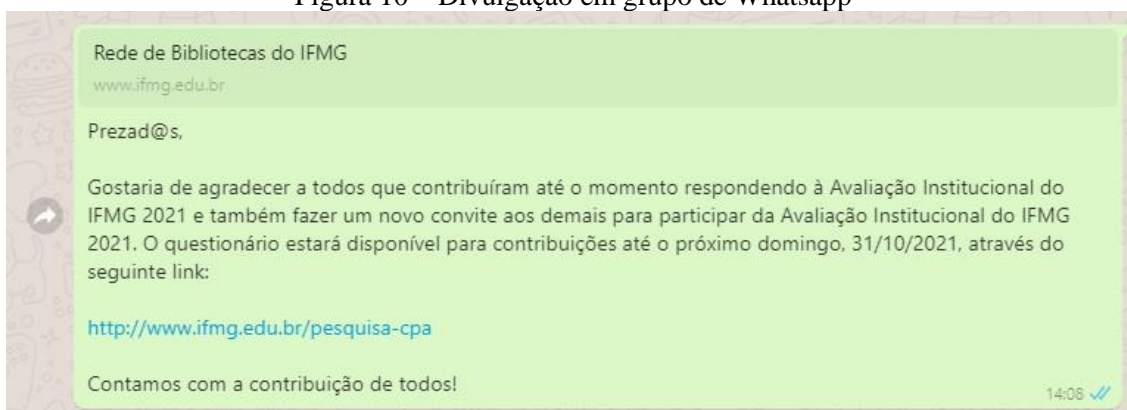 Figura 10 – Divulgação em grupo de Whatsapp
Rede de Bibliotecas do IFMG
www.ifmg.edu.br
Prezad@s,
Gostaria de agradecer a todos que contribuíram até o momento respondendo à Avaliação Institucional do
IFMG 2021 e também fazer um novo convite aos demais para participar da Avaliação Institucional do IFMG
2021. O questionário estará disponível para contribuições até o próximo domingo, 31/10/2021, através do
seguinte link:
http://www.ifmg.edu.br/pesquisa-cpa
Contamos com a contribuição de todos!
14:08